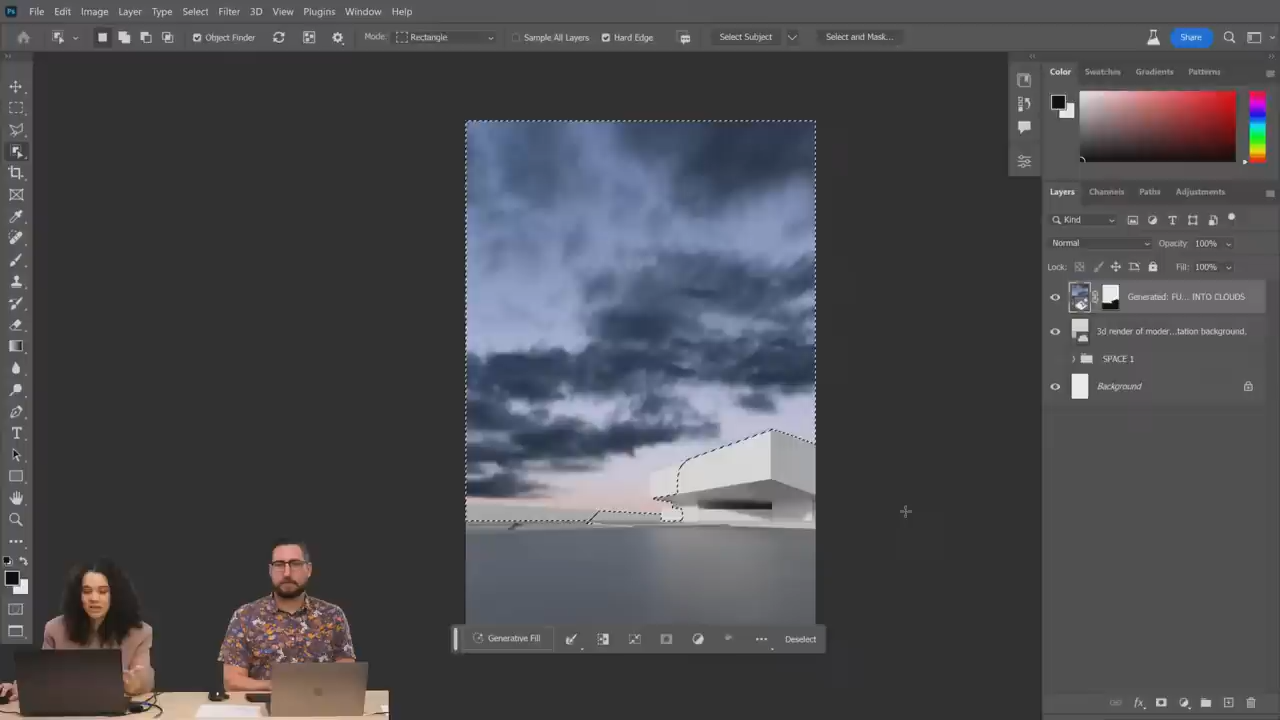 Ps File Edit Image Layer Type Select Filter 3D View Plugins Window Help
Object Finder Mode: Rectangle Sample All Layers Hard Edge Select Subject Select and Mask... Share
Color Swatches Gradients Patterns
Layers Channels Paths Adjustments
Kind
Normal Opacity: 100%
Lock: Fill: 100%
Generated: FU... INTO CLOUDS
3d render of moder...tation background.
SPACE 1
Background
Generative Fill ... Deselect